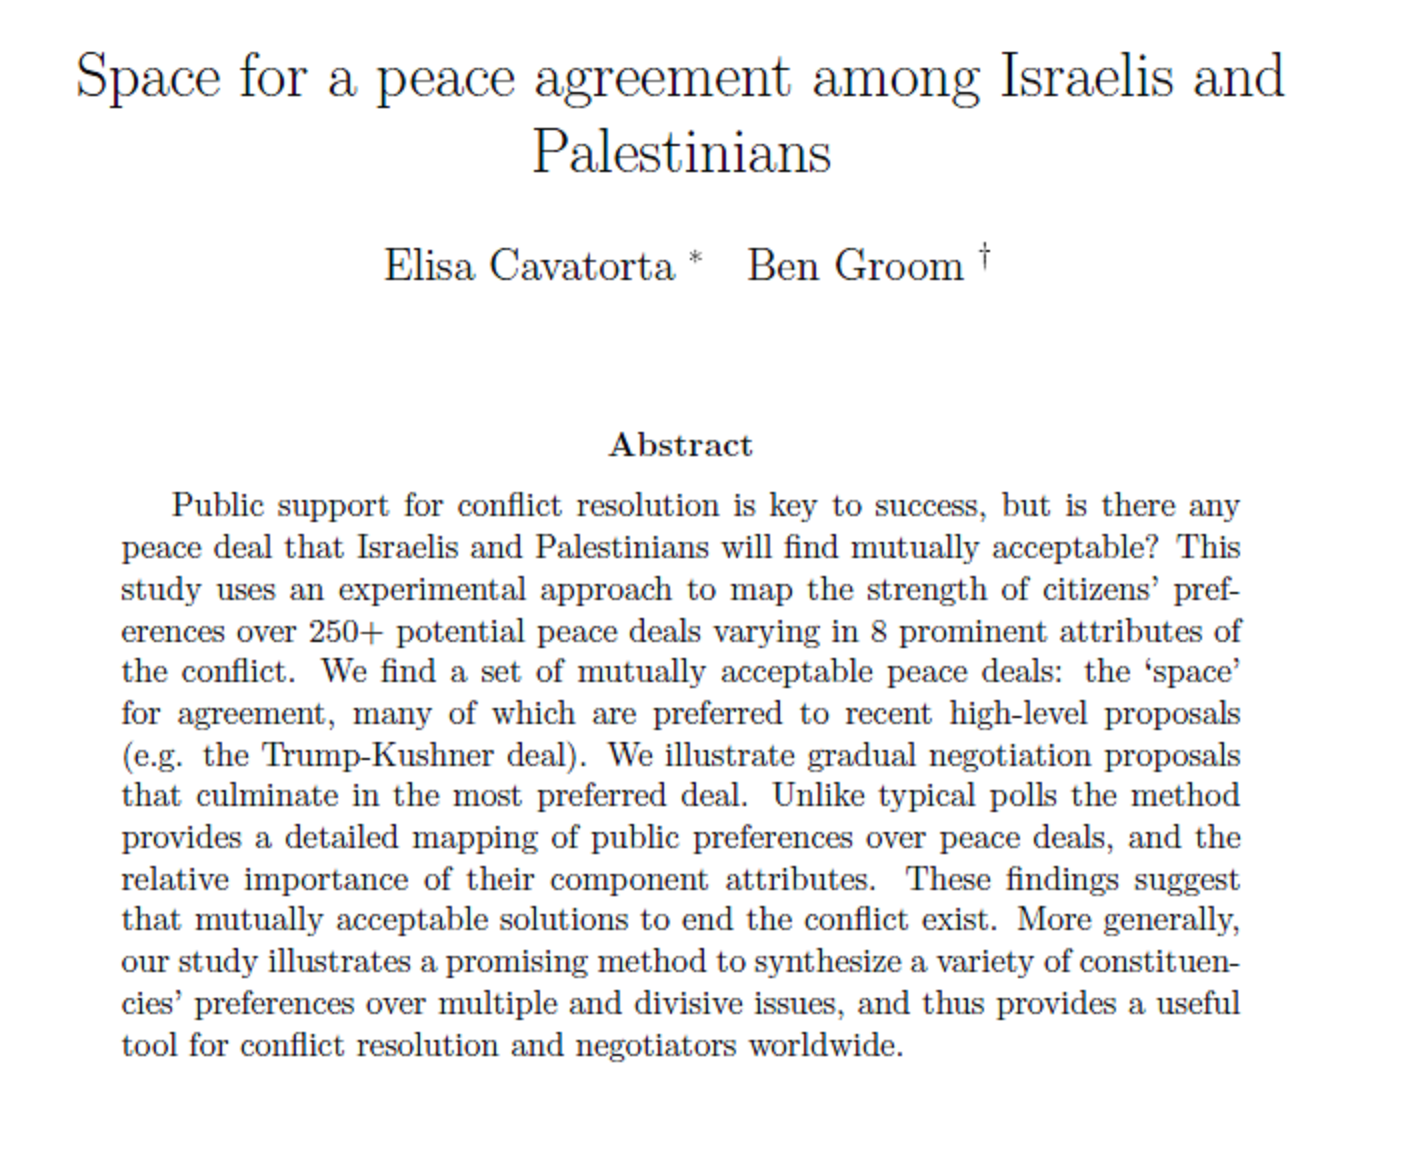 Space for a peace agreement among Israelis and
Palestinians
Elisa Cavatorta * Ben Groom †
Abstract
Public support for conflict resolution is key to success, but is there any
peace deal that Israelis and Palestinians will find mutually acceptable? This
study uses an experimental approach to map the strength of citizens’ pref-
erences over 250+ potential peace deals varying in 8 prominent attributes of
the conflict. We find a set of mutually acceptable peace deals: the ‘space’
for agreement, many of which are preferred to recent high-level proposals
(e.g. the Trump-Kushner deal). We illustrate gradual negotiation proposals
that culminate in the most preferred deal. Unlike typical polls the method
provides a detailed mapping of public preferences over peace deals, and the
relative importance of their component attributes. These findings suggest
that mutually acceptable solutions to end the conflict exist. More generally,
our study illustrates a promising method to synthesize a variety of constituen-
cies’ preferences over multiple and divisive issues, and thus provides a useful
tool for conflict resolution and negotiators worldwide.